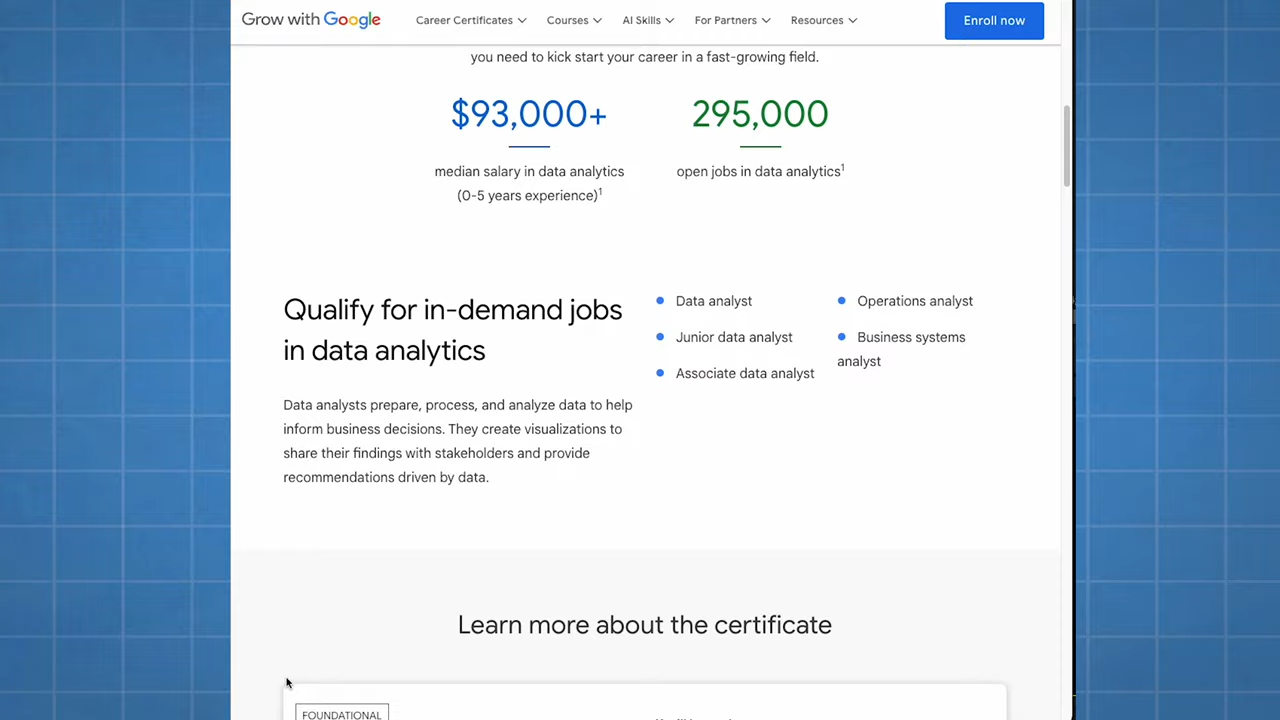 Grow with Google
Career Certificates
Courses
AI Skills
For Partners
Resources
Enroll now
you need to kick start your career in a fast-growing field.
$93,000+
median salary in data analytics
(0-5 years experience)1
295,000
open jobs in data analytics1
Qualify for in-demand jobs
in data analytics
Data analysts prepare, process, and analyze data to help
inform business decisions. They create visualizations to
share their findings with stakeholders and provide
recommendations driven by data.
Data analyst
Junior data analyst
Associate data analyst
Operations analyst
Business systems
analyst
Learn more about the certificate
FOUNDATIONAL